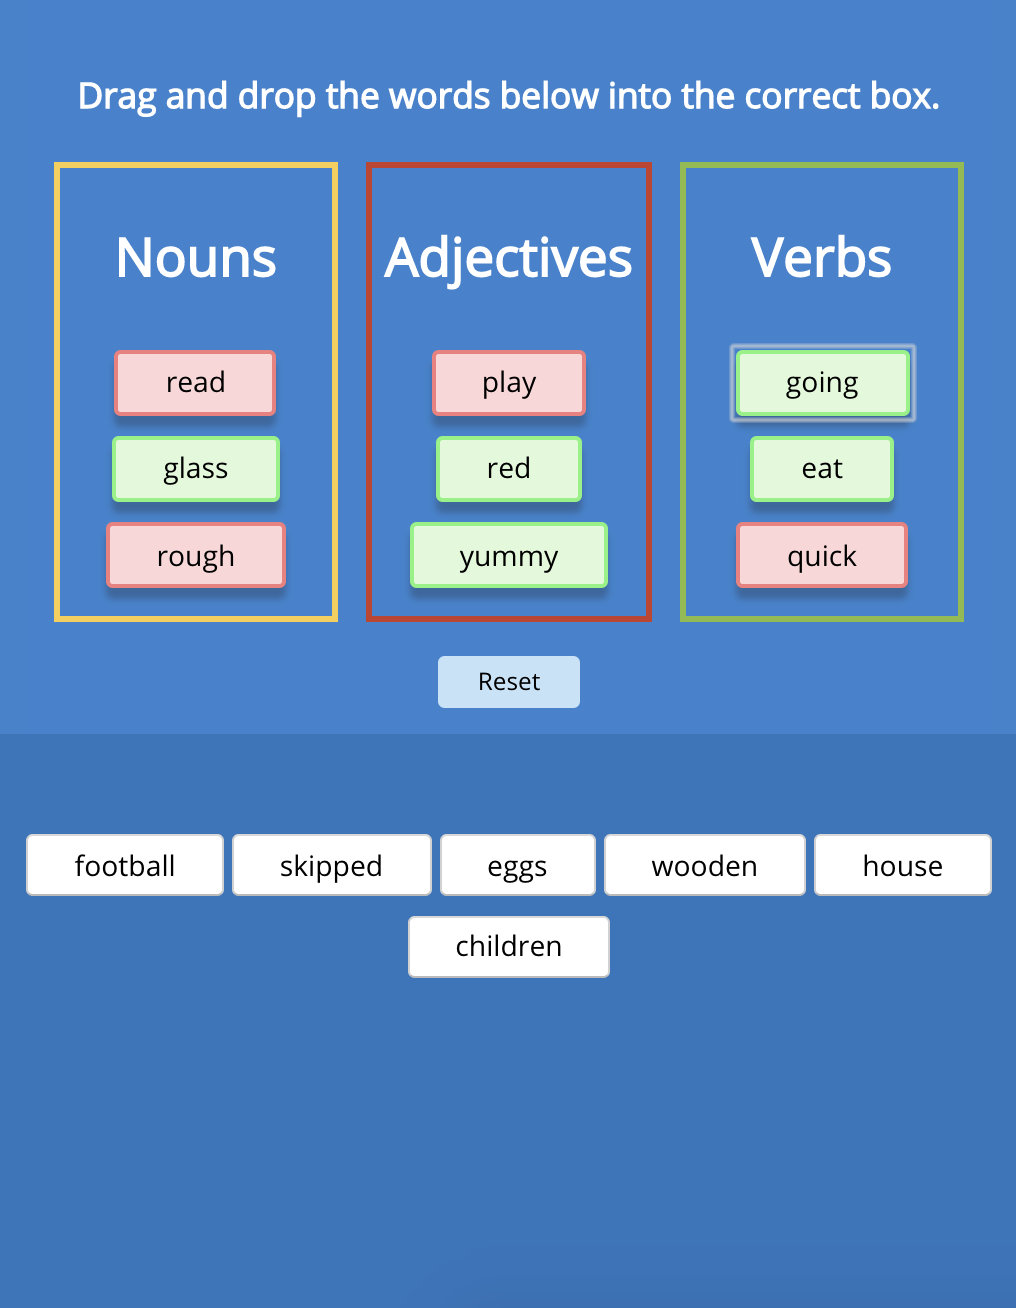 Drag and drop the words below into the correct box.
Nouns
read
glass
rough
Adjectives
play
red
yummy
Verbs
going
eat
quick
Reset
football skipped eggs wooden house
children